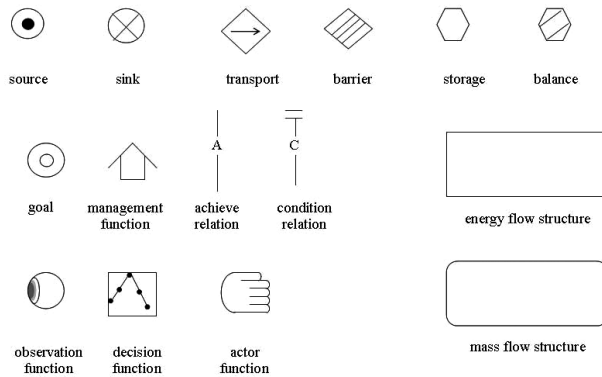 source sink transport barrier storage balance
A C
goal management achieve condition energy flow structure
function relation relation
observation decision actor mass flow structure
function function function